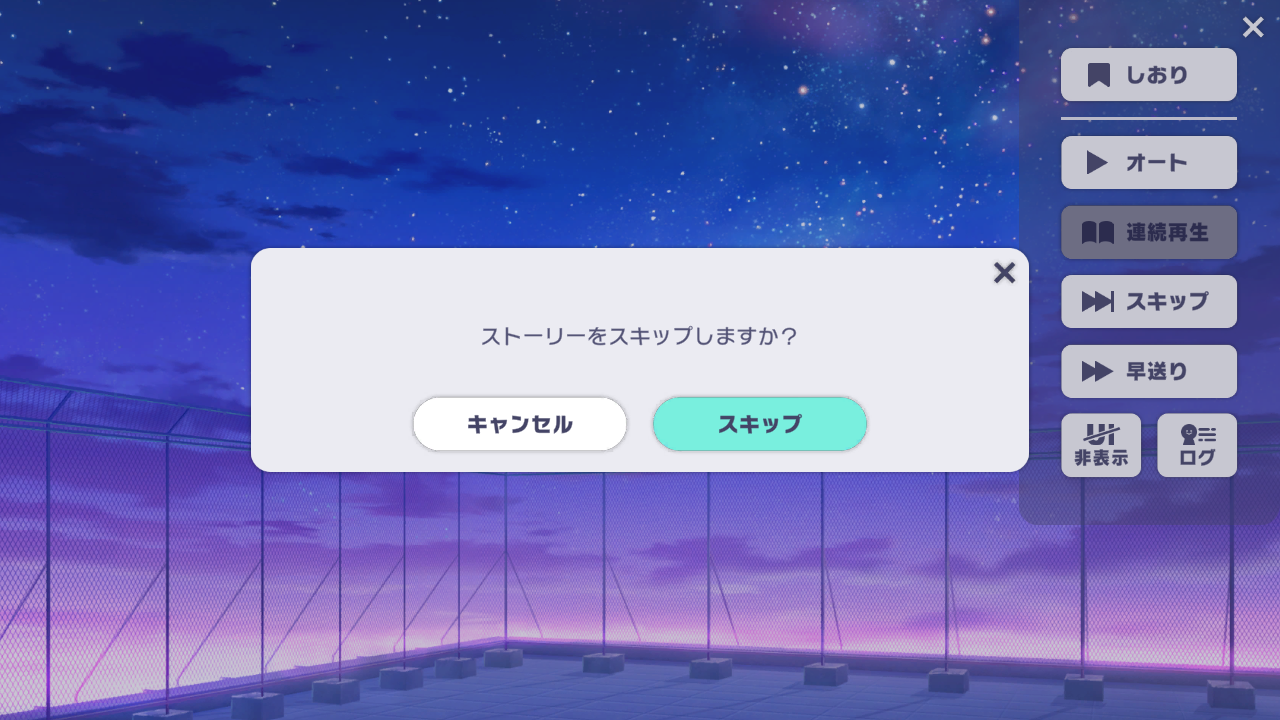 しおり
オート
連続再生
ストーリーをスキップしますか？
スキップ
早送り
キャンセル
スキップ
UI
非表示
ログ